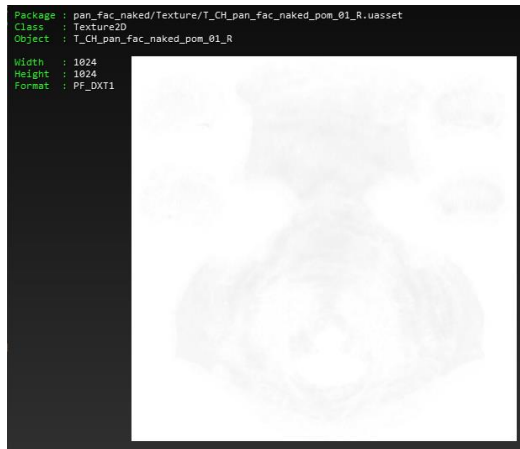 Package : pan_fac_naked/Texture/T_CH_pan_fac_naked_pom_01_R.uasset
Class : Texture2D
Object : T_CH_pan_fac_naked_pom_01_R
Width : 1024
Height : 1024
Format : PF_DXT1